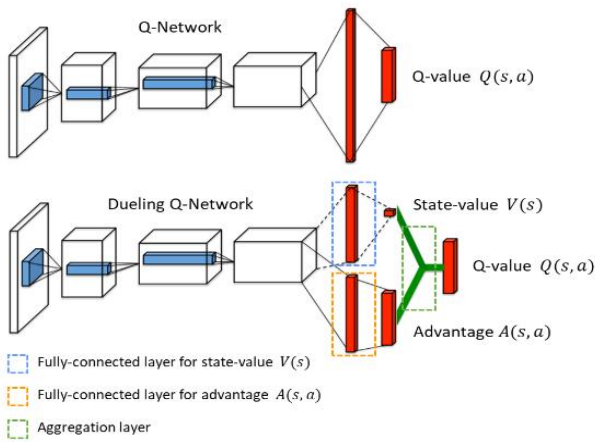 Q-Network
Q-value Q(s, a)
Dueling Q-Network
State-value V(s)
Q-value Q(s, a)
Advantage A(s, a)
Fully-connected layer for state-value V(s)
Fully-connected layer for advantage A(s, a)
Aggregation layer